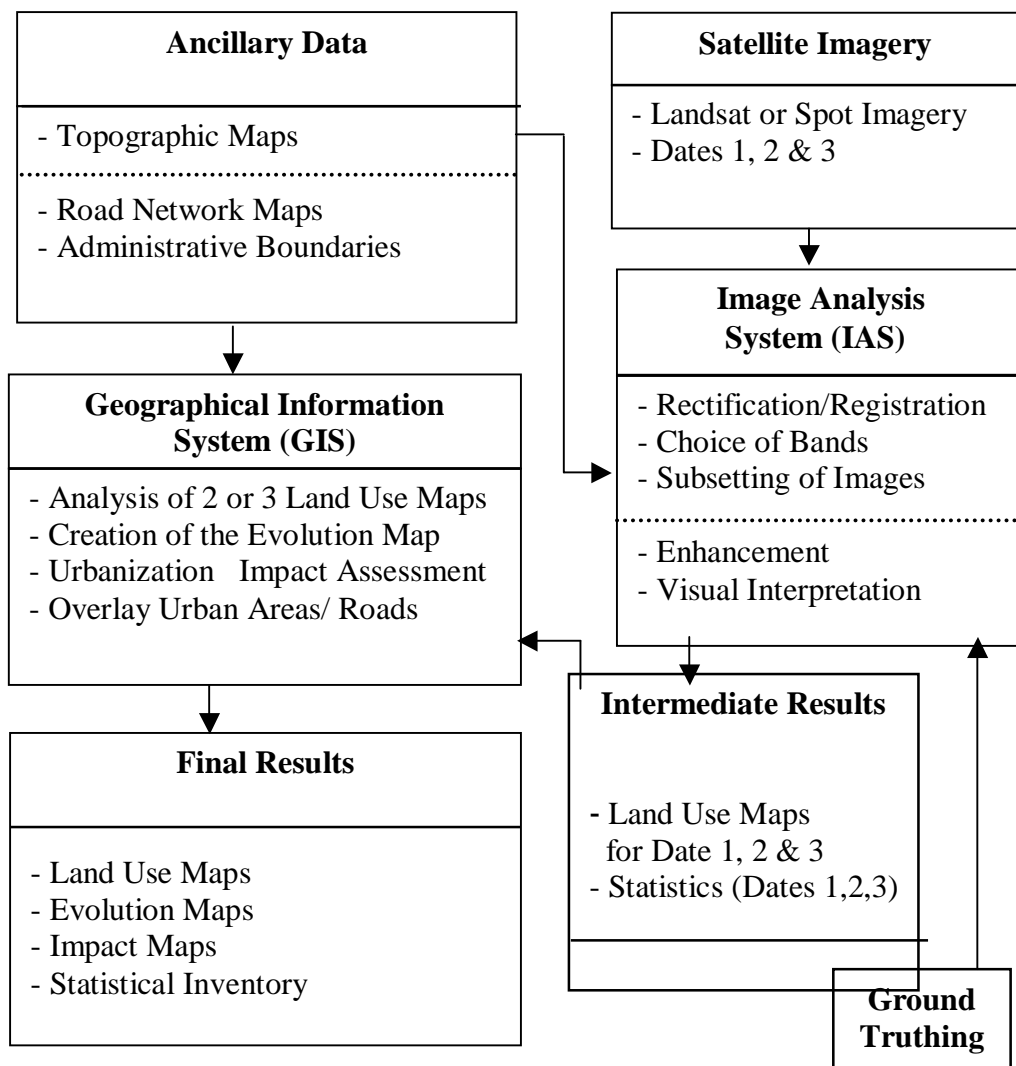 Ancillary Data
- Topographic Maps
- Road Network Maps
- Administrative Boundaries
Satellite Imagery
- Landsat or Spot Imagery
- Dates 1, 2 & 3
Image Analysis
System (IAS)
- Rectification/Registration
- Choice of Bands
- Subsetting of Images
- Enhancement
- Visual Interpretation
Geographical Information
System (GIS)
- Analysis of 2 or 3 Land Use Maps
- Creation of the Evolution Map
- Urbanization Impact Assessment
- Overlay Urban Areas/ Roads
Intermediate Results
- Land Use Maps
for Date 1, 2 & 3
- Statistics (Dates 1,2,3)
Final Results
- Land Use Maps
- Evolution Maps
- Impact Maps
- Statistical Inventory
Ground
Truthing